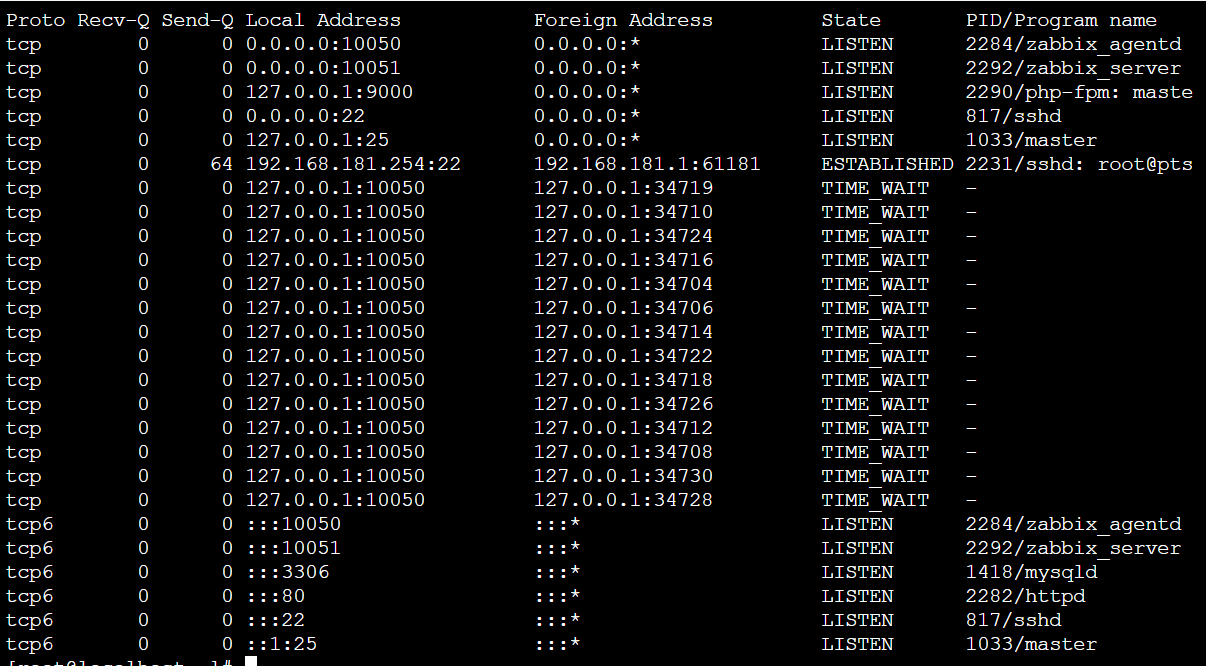 Proto Recv-Q Send-Q Local Address Foreign Address State PID/Program name
tcp 0 0 0.0.0.0:10050 0.0.0.0:* LISTEN 2284/zabbix_agentd
tcp 0 0 0.0.0.0:10051 0.0.0.0:* LISTEN 2292/zabbix_server
tcp 0 0 127.0.0.1:9000 0.0.0.0:* LISTEN 2290/php-fpm: maste
tcp 0 0 0.0.0.0:22 0.0.0.0:* LISTEN 817/sshd
tcp 0 0 127.0.0.1:25 0.0.0.0:* LISTEN 1033/master
tcp 0 64 192.168.181.254:22 192.168.181.1:61181 ESTABLISHED 2231/sshd: root@pts
tcp 0 0 127.0.0.1:10050 127.0.0.1:34719 TIME_WAIT -
tcp 0 0 127.0.0.1:10050 127.0.0.1:34710 TIME_WAIT -
tcp 0 0 127.0.0.1:10050 127.0.0.1:34724 TIME_WAIT -
tcp 0 0 127.0.0.1:10050 127.0.0.1:34716 TIME_WAIT -
tcp 0 0 127.0.0.1:10050 127.0.0.1:34704 TIME_WAIT -
tcp 0 0 127.0.0.1:10050 127.0.0.1:34706 TIME_WAIT -
tcp 0 0 127.0.0.1:10050 127.0.0.1:34714 TIME_WAIT -
tcp 0 0 127.0.0.1:10050 127.0.0.1:34722 TIME_WAIT -
tcp 0 0 127.0.0.1:10050 127.0.0.1:34718 TIME_WAIT -
tcp 0 0 127.0.0.1:10050 127.0.0.1:34726 TIME_WAIT -
tcp 0 0 127.0.0.1:10050 127.0.0.1:34712 TIME_WAIT -
tcp 0 0 127.0.0.1:10050 127.0.0.1:34708 TIME_WAIT -
tcp 0 0 127.0.0.1:10050 127.0.0.1:34730 TIME_WAIT -
tcp 0 0 127.0.0.1:10050 127.0.0.1:34728 TIME_WAIT -
tcp6 0 0 :::10050 :::* LISTEN 2284/zabbix_agentd
tcp6 0 0 :::10051 :::* LISTEN 2292/zabbix_server
tcp6 0 0 :::3306 :::* LISTEN 1418/mysqld
tcp6 0 0 :::80 :::* LISTEN 2282/httpd
tcp6 0 0 :::22 :::* LISTEN 817/sshd
tcp6 0 0 ::1:25 :::* LISTEN 1033/master